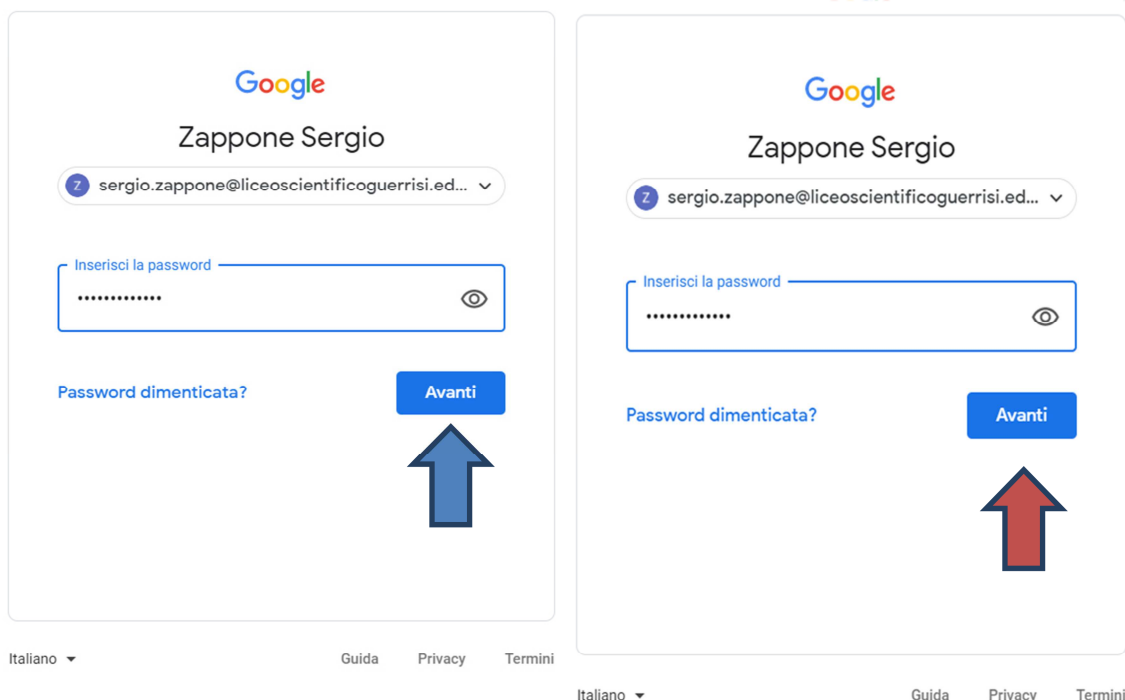 Google
Zappone Sergio
Z sergio.zappone@liceoscientificoguerrisi.ed...
Inserisci la password
•••••••••••••
Password dimenticata? Avanti
Italiano Guida Privacy Termini
Google
Zappone Sergio
Z sergio.zappone@liceoscientificoguerrisi.ed...
Inserisci la password
•••••••••••••
Password dimenticata? Avanti
Italiano Guida Privacy Termini